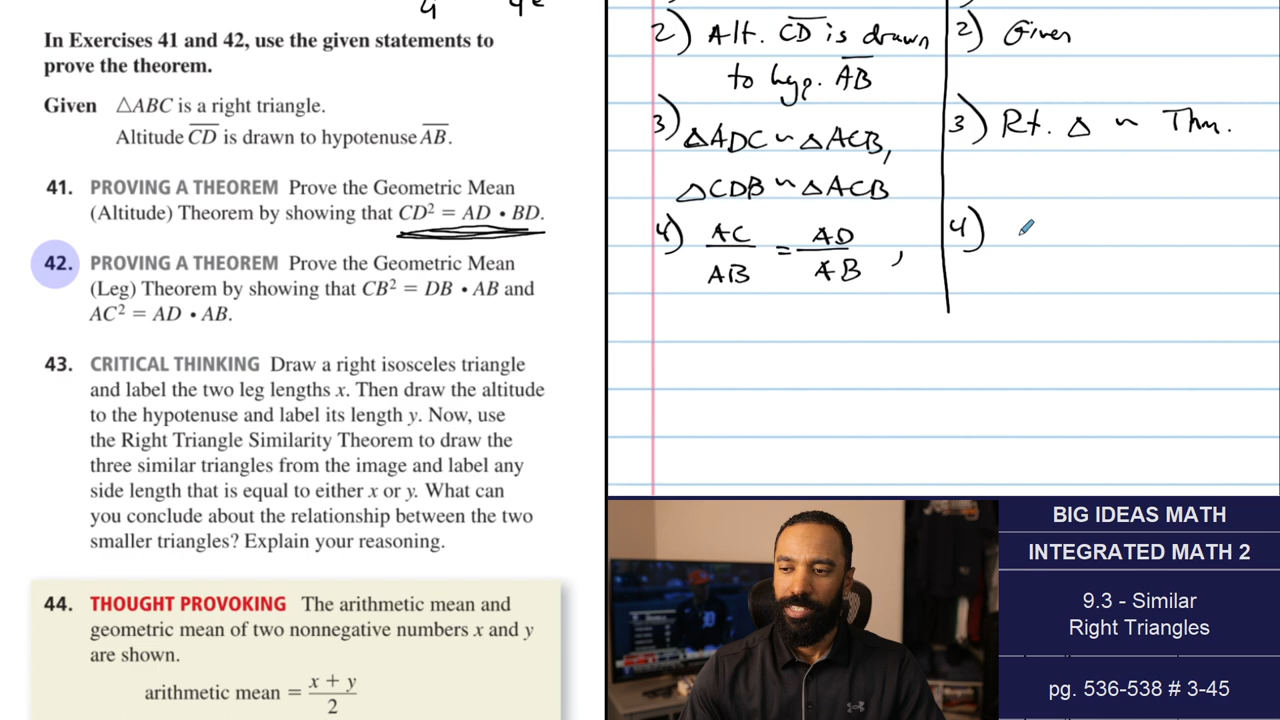 In Exercises 41 and 42, use the given statements to
prove the theorem.
Given △ABC is a right triangle.
Altitude C̅D̅ is drawn to hypotenuse A̅B̅.
41. PROVING A THEOREM Prove the Geometric Mean
(Altitude) Theorem by showing that CD² = AD • BD.
42. PROVING A THEOREM Prove the Geometric Mean
(Leg) Theorem by showing that CB² = DB • AB and
AC² = AD • AB.
43. CRITICAL THINKING Draw a right isosceles triangle
and label the two leg lengths x. Then draw the altitude
to the hypotenuse and label its length y. Now, use
the Right Triangle Similarity Theorem to draw the
three similar triangles from the image and label any
side length that is equal to either x or y. What can
you conclude about the relationship between the two
smaller triangles? Explain your reasoning.
44. THOUGHT PROVOKING The arithmetic mean and
geometric mean of two nonnegative numbers x and y
are shown.
arithmetic mean = x + y
2
2) Alt. C̅D̅ is drawn
to hyp. A̅B̅
2) Given
3) △ADC ~ △ACB,
△CDB ~ △ACB
3) Rt. △ ~ Thm.
4) AC/AB = AD/AB ,
4)
BIG IDEAS MATH
INTEGRATED MATH 2
9.3 - Similar
Right Triangles
pg. 536-538 # 3-45